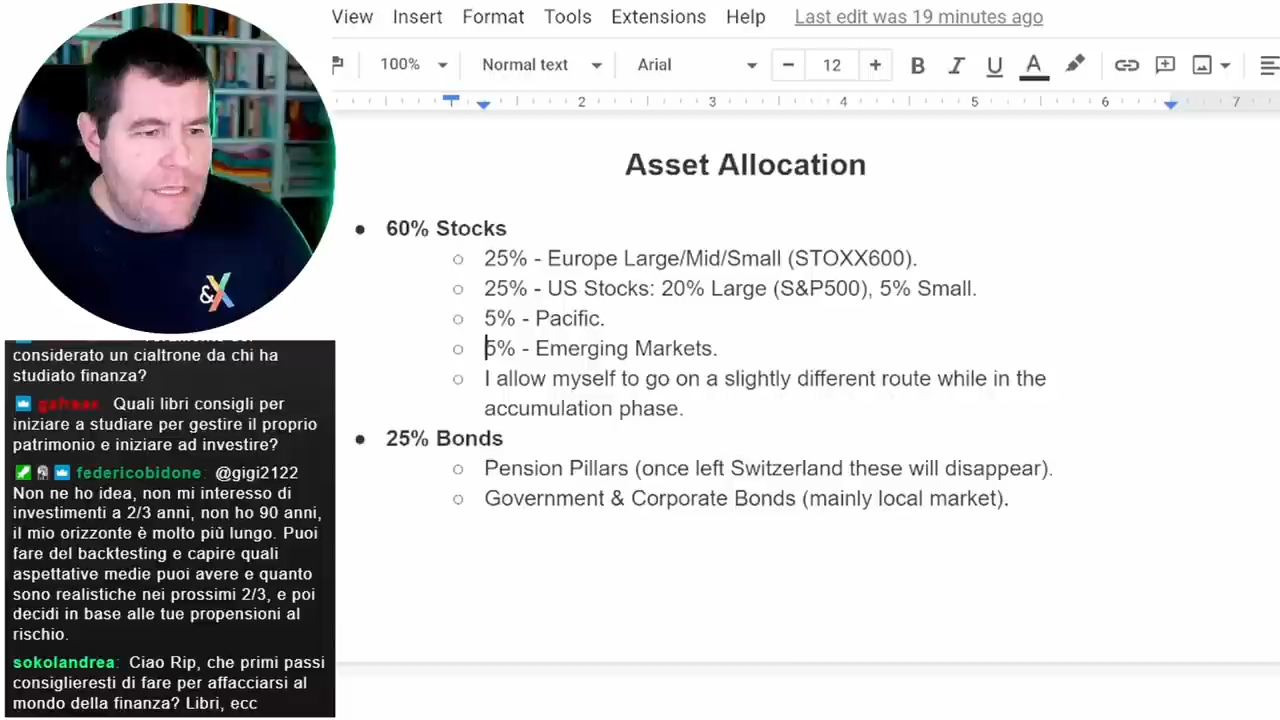 View Insert Format Tools Extensions Help Last edit was 19 minutes ago
100% Normal text Arial 12 B I U A
2 3 4 5 6 7
Asset Allocation
● 60% Stocks
○ 25% - Europe Large/Mid/Small (STOXX600).
○ 25% - US Stocks: 20% Large (S&P500), 5% Small.
○ 5% - Pacific.
○ 5% - Emerging Markets.
○ I allow myself to go on a slightly different route while in the
accumulation phase.
● 25% Bonds
○ Pension Pillars (once left Switzerland these will disappear).
○ Government & Corporate Bonds (mainly local market).
&X
considerato un cialtrone da chi ha
studiato finanza?
Quali libri consigli per
iniziare a studiare per gestire il proprio
patrimonio e iniziare ad investire?
federicobidone: @gigi2122
Non ne ho idea, non mi interesso di
investimenti a 2/3 anni, non ho 90 anni,
il mio orizzonte è molto più lungo. Puoi
fare del backtesting e capire quali
aspettative medie puoi avere e quanto
sono realistiche nei prossimi 2/3, e poi
decidi in base alle tue propensioni al
rischio.
sokolandrea: Ciao Rip, che primi passi
consiglieresti di fare per affacciarsi al
mondo della finanza? Libri, ecc